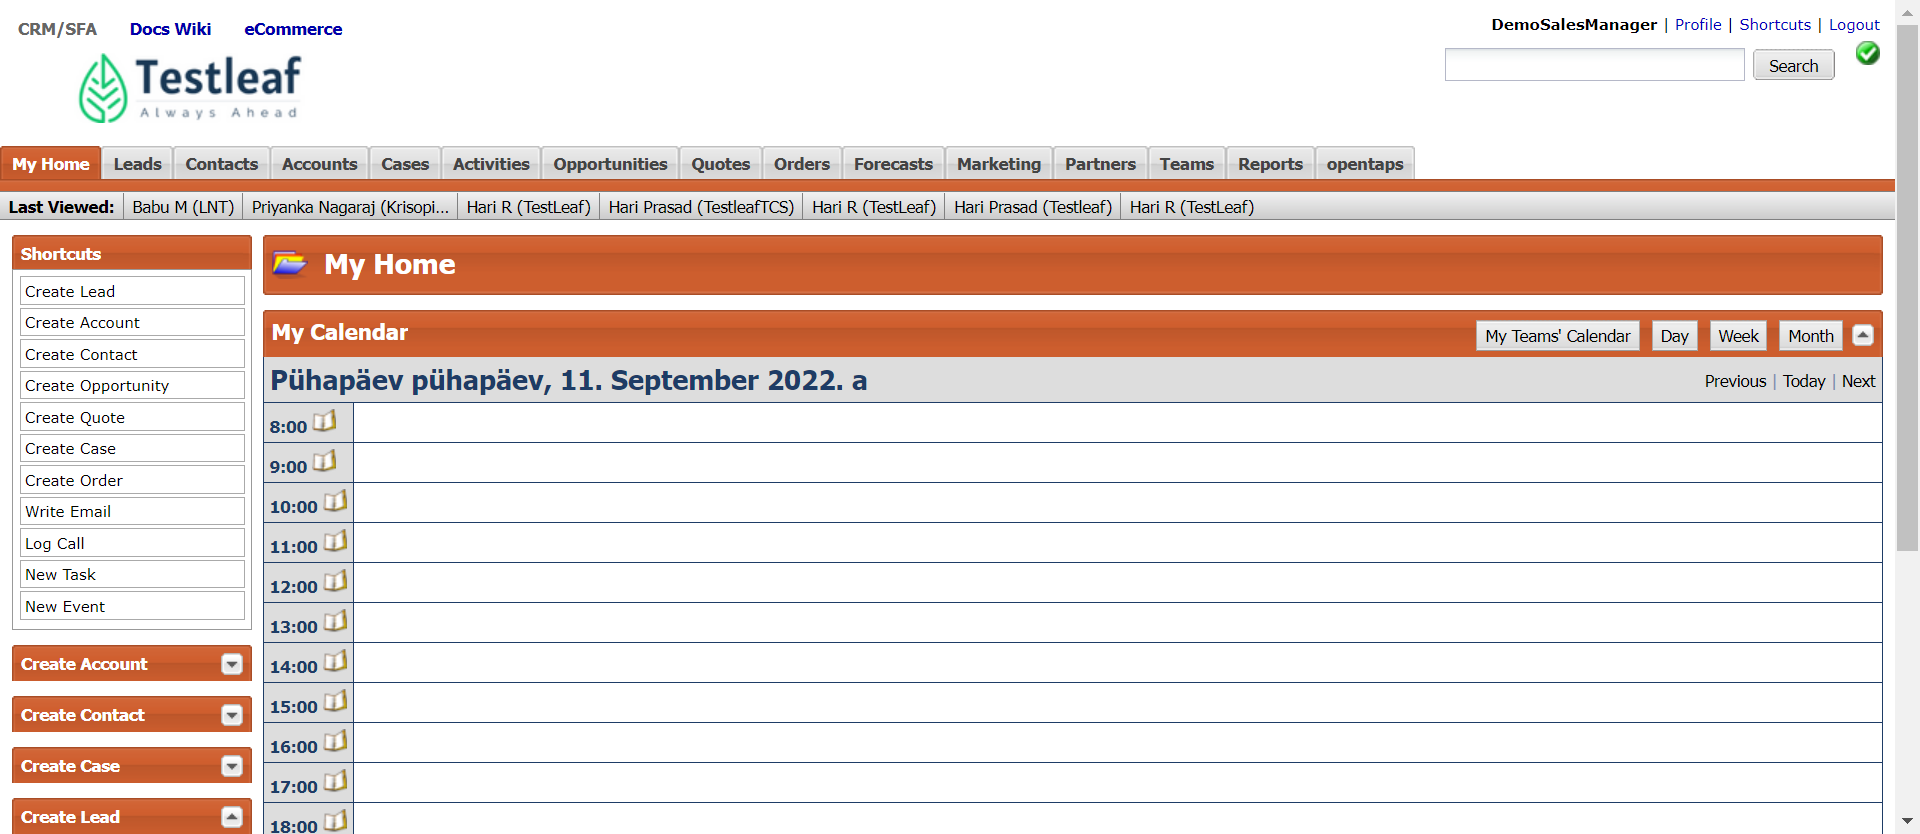 CRM/SFA Docs Wiki eCommerce
DemoSalesManager | Profile | Shortcuts | Logout
Testleaf
Always Ahead
Search
My Home Leads Contacts Accounts Cases Activities Opportunities Quotes Orders Forecasts Marketing Partners Teams Reports opentaps
Last Viewed: Babu M (LNT) Priyanka Nagaraj (Krisopi... Hari R (TestLeaf) Hari Prasad (TestleafTCS) Hari R (TestLeaf) Hari Prasad (Testleaf) Hari R (TestLeaf)
Shortcuts
Create Lead
Create Account
Create Contact
Create Opportunity
Create Quote
Create Case
Create Order
Write Email
Log Call
New Task
New Event
Create Account
Create Contact
Create Case
Create Lead
My Home
My Calendar
My Teams' Calendar Day Week Month
Pühapäev pühapäev, 11. September 2022. a
Previous | Today | Next
8:00
9:00
10:00
11:00
12:00
13:00
14:00
15:00
16:00
17:00
18:00